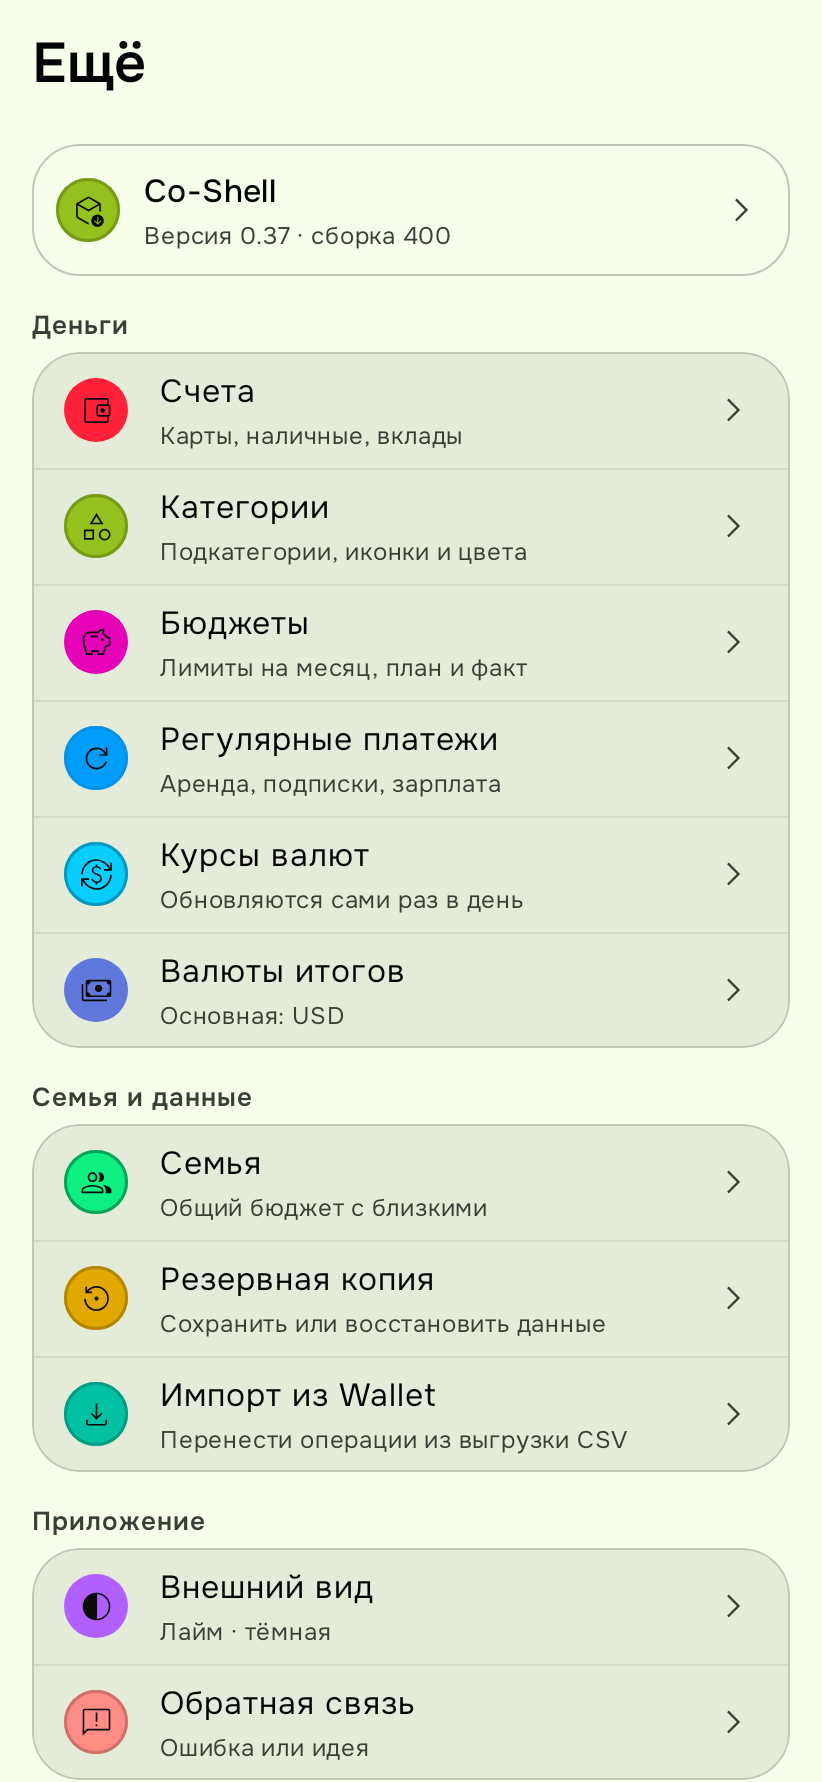 Ещё
Co-Shell
Версия 0.37 · сборка 400
Деньги
Счета
Карты, наличные, вклады
Категории
Подкатегории, иконки и цвета
Бюджеты
Лимиты на месяц, план и факт
Регулярные платежи
Аренда, подписки, зарплата
Курсы валют
Обновляются сами раз в день
Валюты итогов
Основная: USD
Семья и данные
Семья
Общий бюджет с близкими
Резервная копия
Сохранить или восстановить данные
Импорт из Wallet
Перенести операции из выгрузки CSV
Приложение
Внешний вид
Лайм · тёмная
Обратная связь
Ошибка или идея